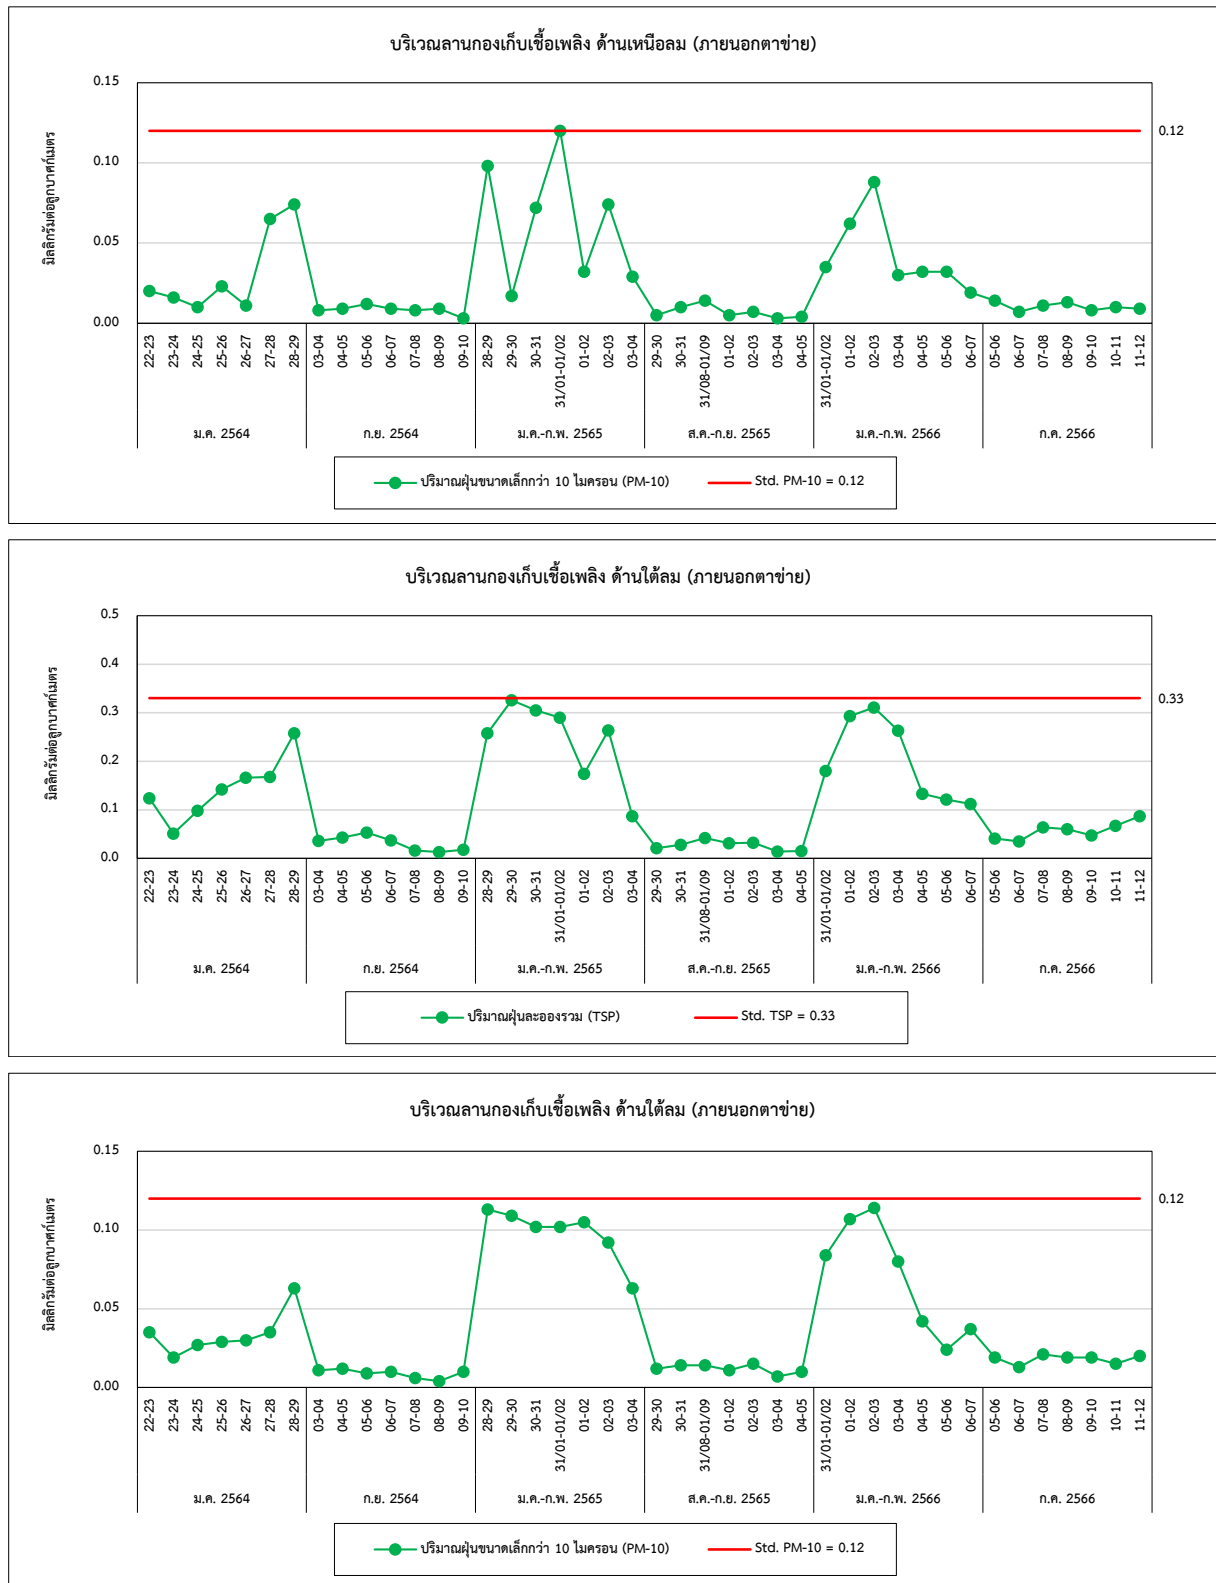 บริเวณลานกองเก็บเชื้อเพลิง ด้านเหนือลม (ภายนอกตาข่าย)
มิลลิกรัมต่อลูกบาศก์เมตร
0.15
0.10
0.05
0.00
0.12
22-23 23-24 24-25 25-26 26-27 27-28 28-29 03-04 04-05 05-06 06-07 07-08 08-09 09-10 28-29 29-30 30-31 31/01-01/02 01-02 02-03 03-04 29-30 30-31 31/08-01/09 01-02 02-03 03-04 04-05 31/01-01/02 01-02 02-03 03-04 04-05 05-06 06-07 05-06 06-07 07-08 08-09 09-10 10-11 11-12
ม.ค. 2564 ก.ย. 2564 ม.ค.-ก.พ. 2565 ส.ค.-ก.ย. 2565 ม.ค.-ก.พ. 2566 ก.ค. 2566
ปริมาณฝุ่นขนาดเล็กกว่า 10 ไมครอน (PM-10) Std. PM-10 = 0.12
บริเวณลานกองเก็บเชื้อเพลิง ด้านใต้ลม (ภายนอกตาข่าย)
มิลลิกรัมต่อลูกบาศก์เมตร
0.5
0.4
0.3
0.2
0.1
0.0
0.33
22-23 23-24 24-25 25-26 26-27 27-28 28-29 03-04 04-05 05-06 06-07 07-08 08-09 09-10 28-29 29-30 30-31 31/01-01/02 01-02 02-03 03-04 29-30 30-31 31/08-01/09 01-02 02-03 03-04 04-05 31/01-01/02 01-02 02-03 03-04 04-05 05-06 06-07 05-06 06-07 07-08 08-09 09-10 10-11 11-12
ม.ค. 2564 ก.ย. 2564 ม.ค.-ก.พ. 2565 ส.ค.-ก.ย. 2565 ม.ค.-ก.พ. 2566 ก.ค. 2566
ปริมาณฝุ่นละอองรวม (TSP) Std. TSP = 0.33
บริเวณลานกองเก็บเชื้อเพลิง ด้านใต้ลม (ภายนอกตาข่าย)
มิลลิกรัมต่อลูกบาศก์เมตร
0.15
0.10
0.05
0.00
0.12
22-23 23-24 24-25 25-26 26-27 27-28 28-29 03-04 04-05 05-06 06-07 07-08 08-09 09-10 28-29 29-30 30-31 31/01-01/02 01-02 02-03 03-04 29-30 30-31 31/08-01/09 01-02 02-03 03-04 04-05 31/01-01/02 01-02 02-03 03-04 04-05 05-06 06-07 05-06 06-07 07-08 08-09 09-10 10-11 11-12
ม.ค. 2564 ก.ย. 2564 ม.ค.-ก.พ. 2565 ส.ค.-ก.ย. 2565 ม.ค.-ก.พ. 2566 ก.ค. 2566
ปริมาณฝุ่นขนาดเล็กกว่า 10 ไมครอน (PM-10) Std. PM-10 = 0.12